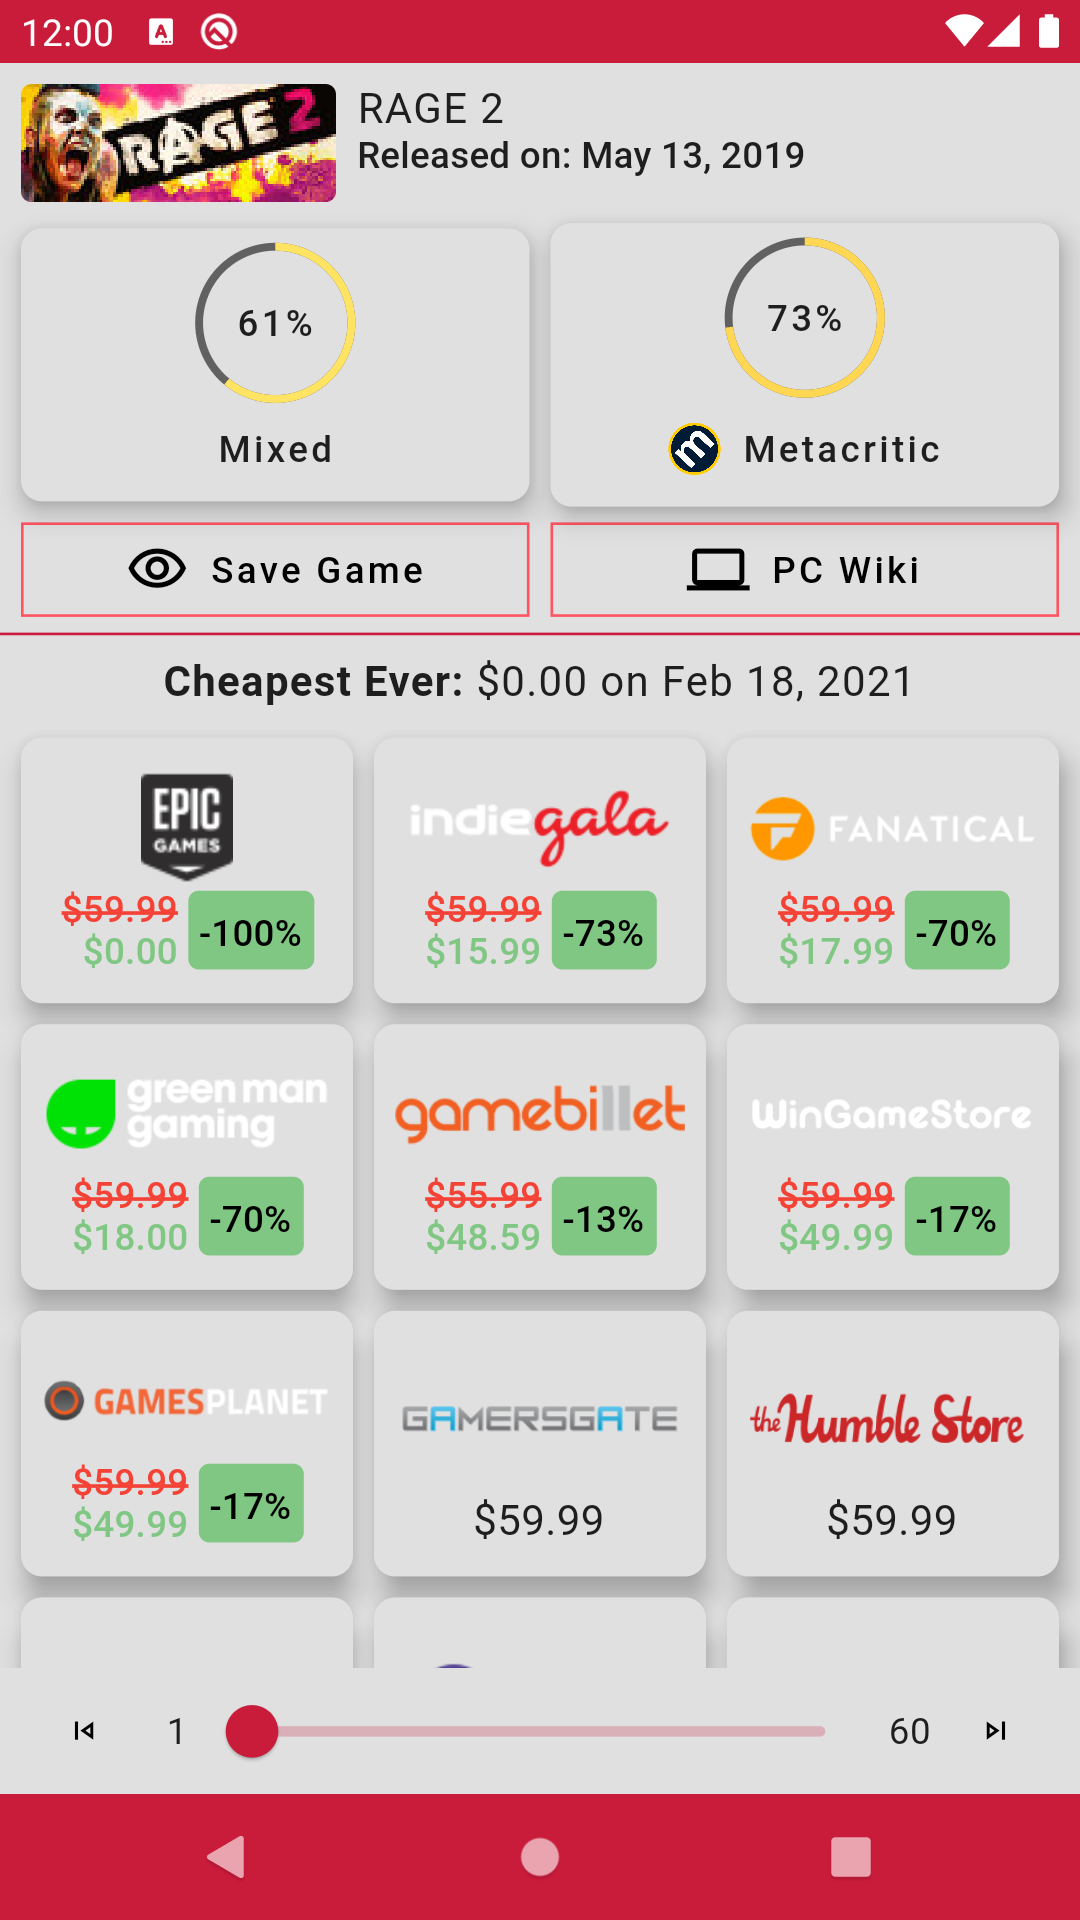 12:00
RAGE 2
RAGE 2
Released on: May 13, 2019
61%
73%
Mixed
m Metacritic
Save Game
PC Wiki
Cheapest Ever: $0.00 on Feb 18, 2021
EPIC
GAMES
indiegala
FANATICAL
$59.99
$0.00
-100%
$59.99
$15.99
-73%
$59.99
$17.99
-70%
green man
gaming
gamebillet
WinGameStore
$59.99
$18.00
-70%
$55.99
$48.59
-13%
$59.99
$49.99
-17%
GAMESPLANET
GAMERSGATE
the Humble Store
$59.99
$49.99
-17%
$59.99
$59.99
1
60